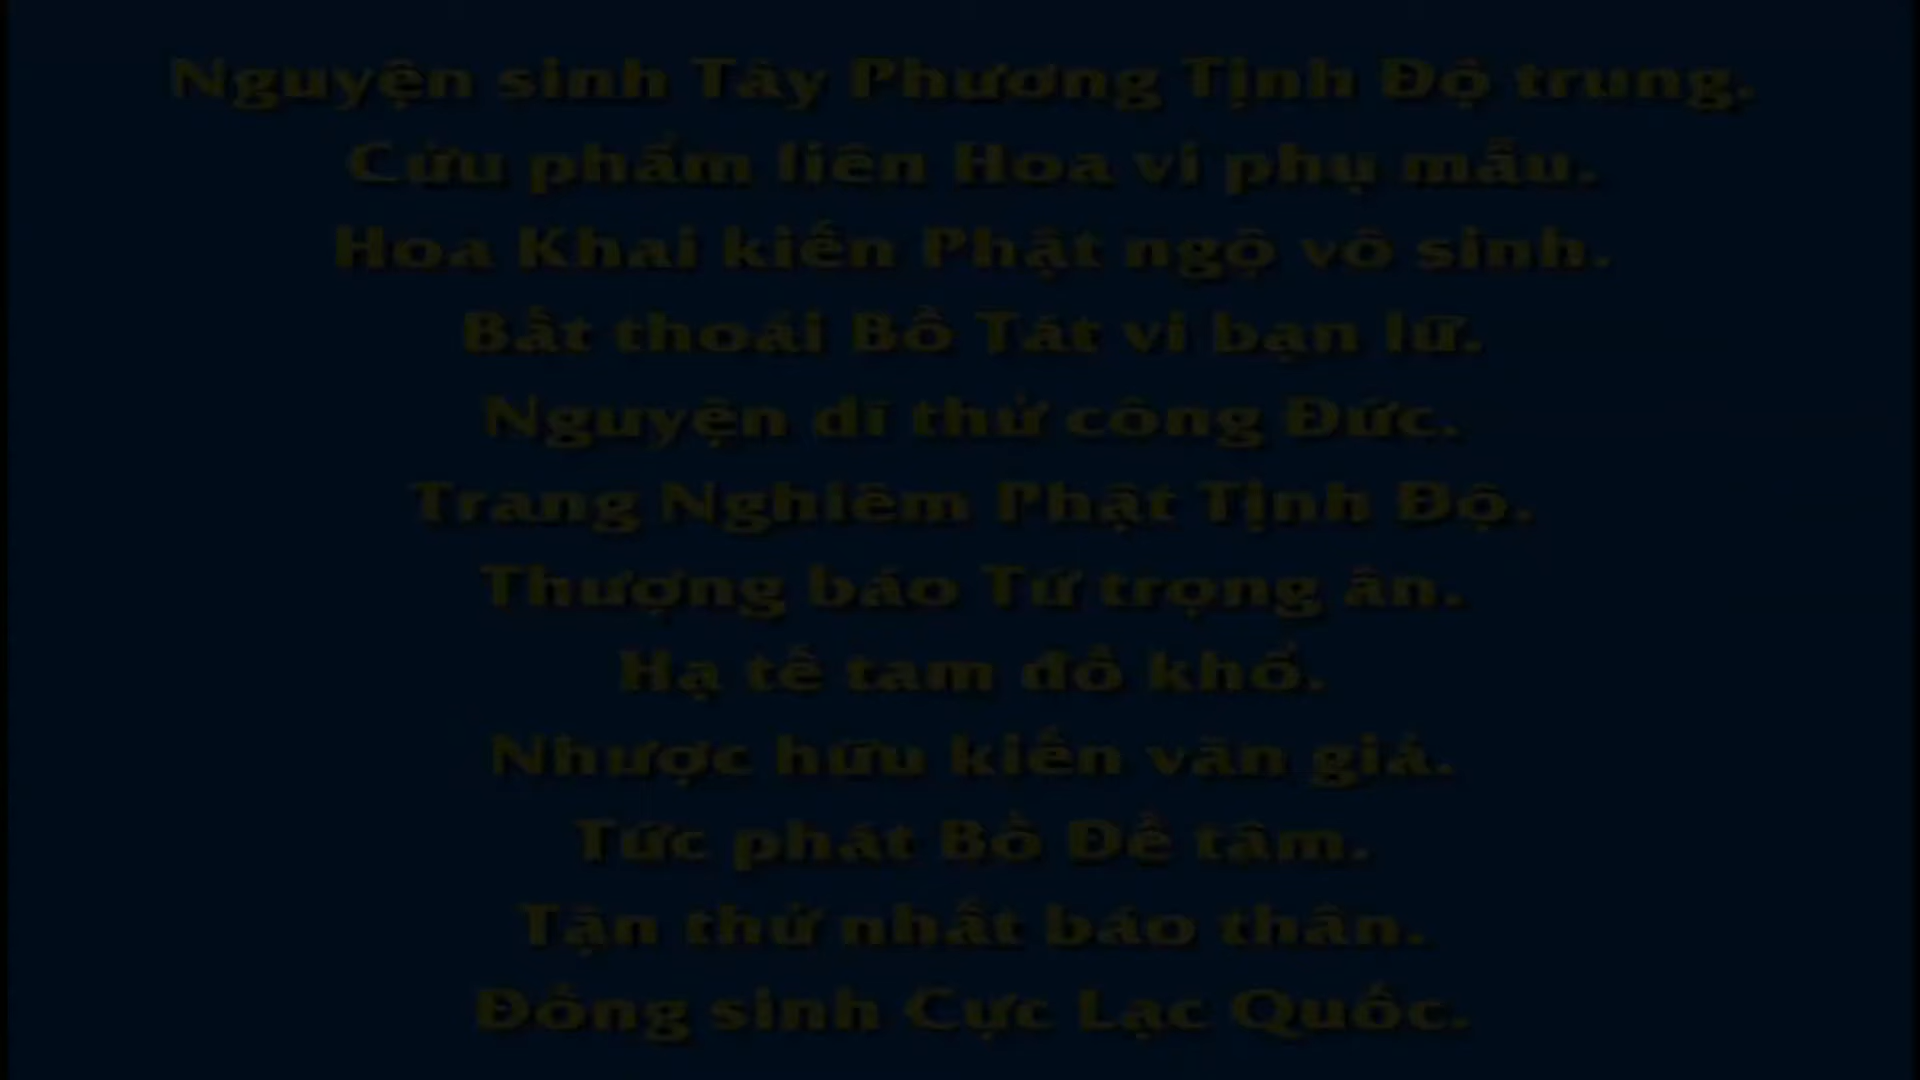 Nguyện sinh Tây Phương Tịnh Độ trung.
Cửu phẩm liên Hoa vi phụ mẫu.
Hoa Khai kiến Phật ngộ vô sinh.
Bất thoái Bồ Tát vi bạn lữ.
Nguyện dĩ thử công Đức.
Trang Nghiêm Phật Tịnh Độ.
Thượng báo Tứ trọng ân.
Hạ tế tam đồ khổ.
Nhược hữu kiến văn giả.
Tức phát Bồ Đề tâm.
Tận thử nhất báo thân.
Đồng sinh Cực Lạc Quốc.